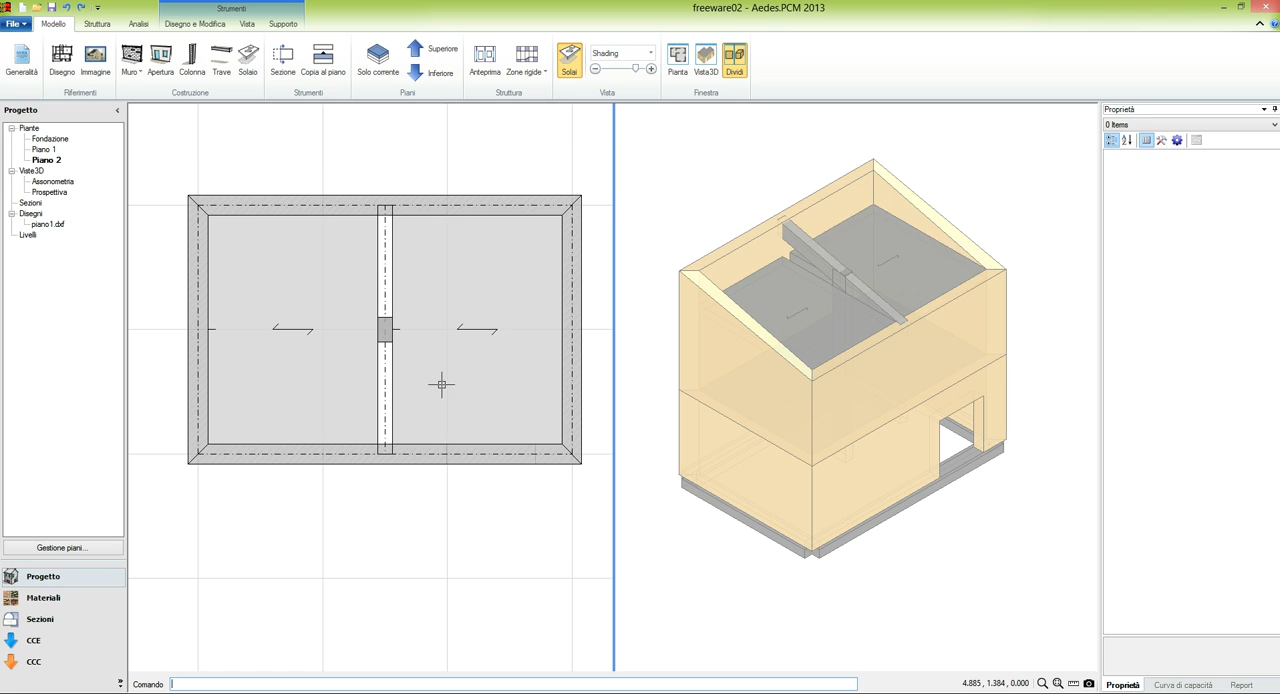 Strumenti
freeware02 - Aedes.PCM 2013
File
Modello
Struttura
Analisi
Disegno e Modifica
Vista
Supporto
Generalità
Disegno
Immagine
Muro
Apertura
Colonna
Trave
Solaio
Sezione
Copia al piano
Solo corrente
Superiore
Inferiore
Anteprima
Zone rigide
Solai
Shading
Pianta
Vista3D
Dividi
Riferimenti
Costruzione
Strumenti
Piani
Struttura
Vista
Finestra
Progetto
Piante
Fondazione
Piano 1
Piano 2
Viste3D
Assonometria
Prospettiva
Sezioni
Disegni
piano1.dxf
Livelli
Gestione piani...
Progetto
Materiali
Sezioni
CCE
CCC
Comando
4.885 , 1.384 , 0.000
Proprietà
0 Items
Proprietà
Curva di capacità
Report